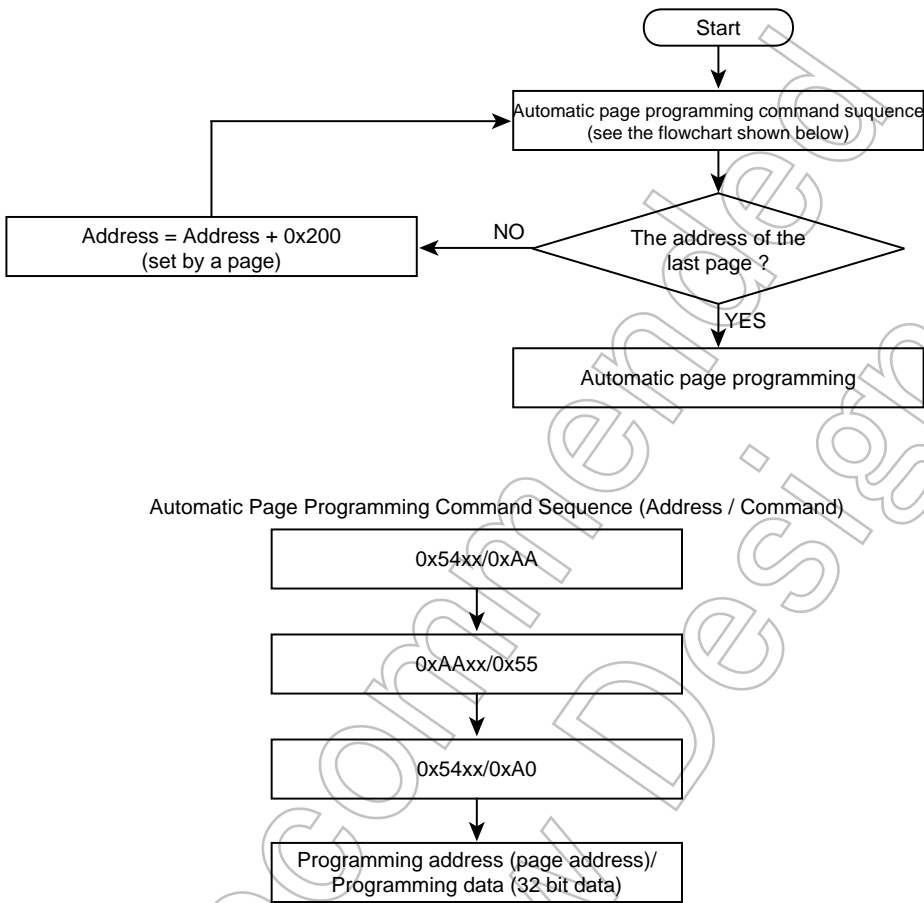 Start
Automatic page programming command suquence
(see the flowchart shown below)
Address = Address + 0x200
(set by a page)
NO
The address of the
last page ?
YES
Automatic page programming
Automatic Page Programming Command Sequence (Address / Command)
0x54xx/0xAA
0xAAxx/0x55
0x54xx/0xA0
Programming address (page address)/
Programming data (32 bit data)
ecommended
w Design